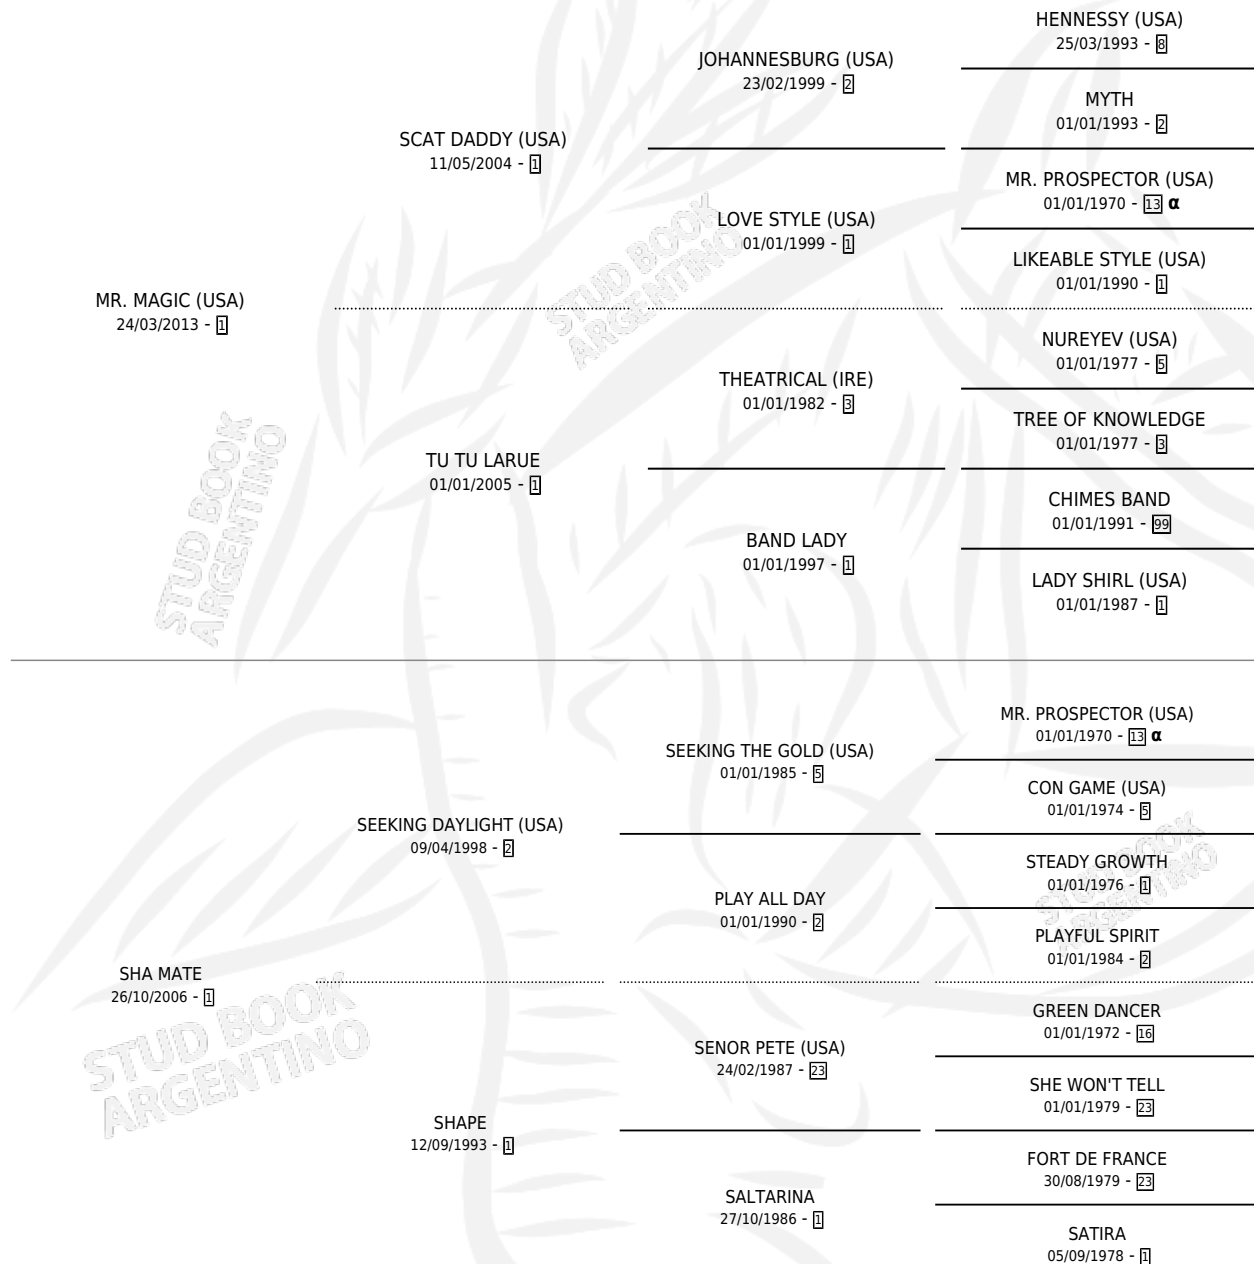 HENNESSY (USA)
25/03/1993 - 8
JOHANNESBURG (USA)
23/02/1999 - 2
MYTH
01/01/1993 - 2
SCAT DADDY (USA)
11/05/2004 - 1
MR. PROSPECTOR (USA)
01/01/1970 - 13 α
LOVE STYLE (USA)
01/01/1999 - 1
LIKEABLE STYLE (USA)
01/01/1990 - 1
MR. MAGIC (USA)
24/03/2013 - 1
NUREYEV (USA)
01/01/1977 - 5
THEATRICAL (IRE)
01/01/1982 - 3
TREE OF KNOWLEDGE
01/01/1977 - 3
TU TU LARUE
01/01/2005 - 1
CHIMES BAND
01/01/1991 - 99
BAND LADY
01/01/1997 - 1
LADY SHIRL (USA)
01/01/1987 - 1
STUD BOOK
ARGENTINO
STUD BOOK
ARGENTINO
MR. PROSPECTOR (USA)
01/01/1970 - 13 α
SEEKING THE GOLD (USA)
01/01/1985 - 5
CON GAME (USA)
01/01/1974 - 5
SEEKING DAYLIGHT (USA)
09/04/1998 - 2
STEADY GROWTH
01/01/1976 - 1
PLAY ALL DAY
01/01/1990 - 2
PLAYFUL SPIRIT
01/01/1984 - 2
SHA MATE
26/10/2006 - 1
GREEN DANCER
01/01/1972 - 16
SENOR PETE (USA)
24/02/1987 - 23
SHE WON'T TELL
01/01/1979 - 23
SHAPE
12/09/1993 - 1
FORT DE FRANCE
30/08/1979 - 23
SALTARINA
27/10/1986 - 1
SATIRA
05/09/1978 - 1
STUD BOOK
ARGENTINO
STUD BOOK
ARGENTINO